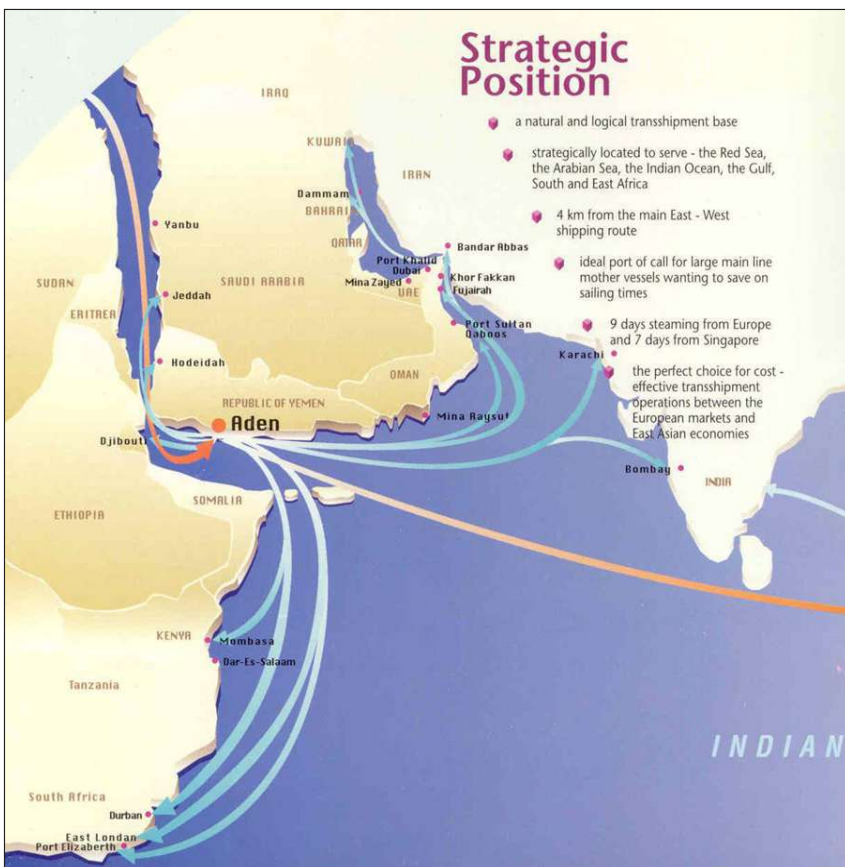 Strategic
Position
a natural and logical transshipment base
strategically located to serve - the Red Sea,
the Arabian Sea, the Indian Ocean, the Gulf,
South and East Africa
4 km from the main East - West
shipping route
ideal port of call for large main line
mother vessels wanting to save on
sailing times
9 days steaming from Europe
and 7 days from Singapore
the perfect choice for cost -
effective transshipment
operations between the
European markets and
East Asian economies
IRAQ
KUWAIT
IRAN
Dammam
BAHRAIN
Yanbu
QATAR
Bandar Abbas
Port Khalid
Dubai
Khor Fakkan
SUDAN
SAUDI ARABIA
Mina Zayed
UAE
Fujairah
Jeddah
ERITREA
Port Sultan
Qaboos
Karachi
Hodeidah
OMAN
REPUBLIC OF YEMEN
Aden
Mina Raysut
Djibouti
Bombay
INDIA
SOMALIA
ETHIOPIA
KENYA
Mombasa
Dar-Es-Salaam
Tanzania
INDIAN
South Africa
Durban
East Londan
Port Elizaberth